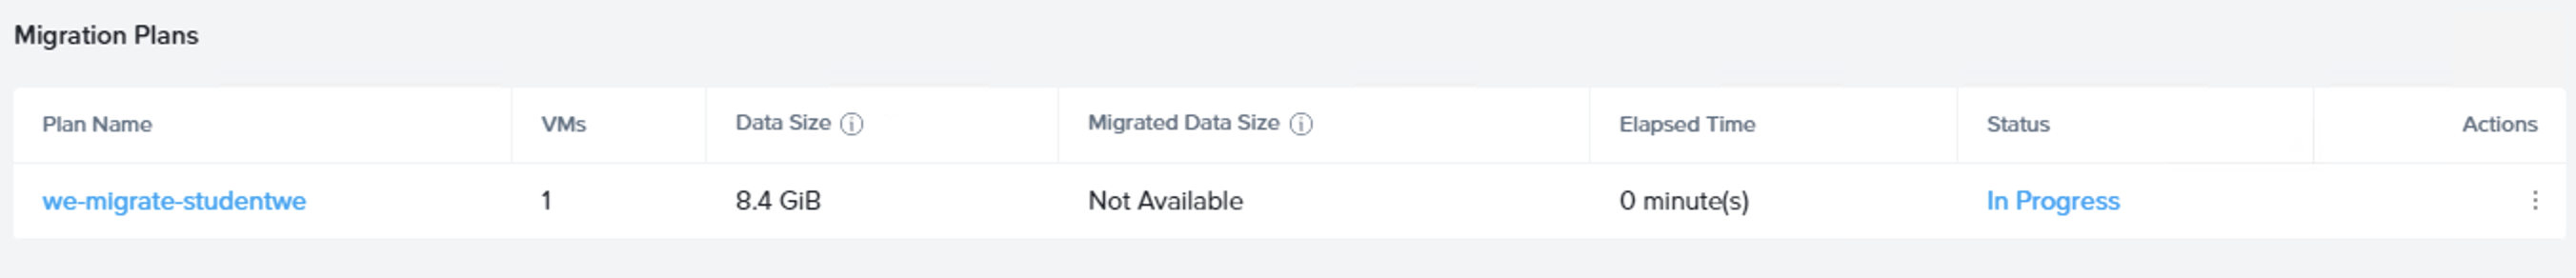 Migration Plans
Plan Name VMs Data Size Migrated Data Size Elapsed Time Status Actions
we-migrate-studentwe 1 8.4 GiB Not Available 0 minute(s) In Progress